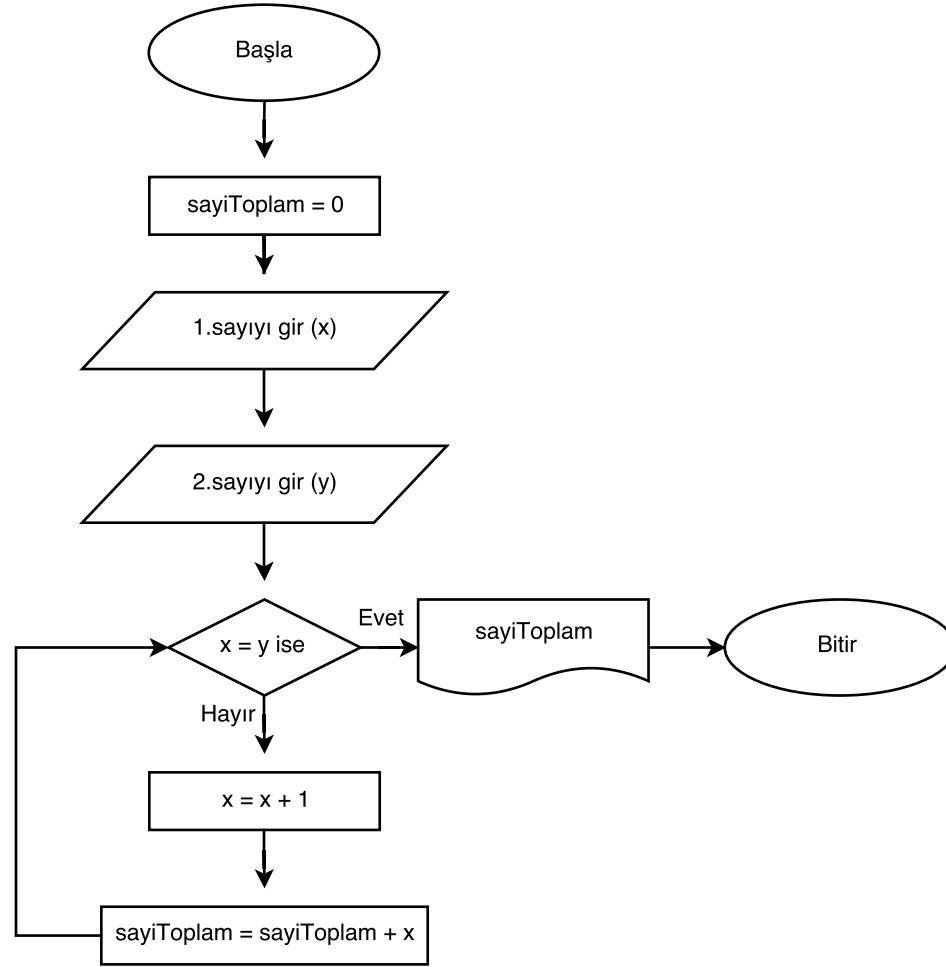 Başla
sayiToplam = 0
1.sayıyı gir (x)
2.sayıyı gir (y)
x = y ise
Evet
sayiToplam
Bitir
Hayır
x = x + 1
sayiToplam = sayiToplam + x